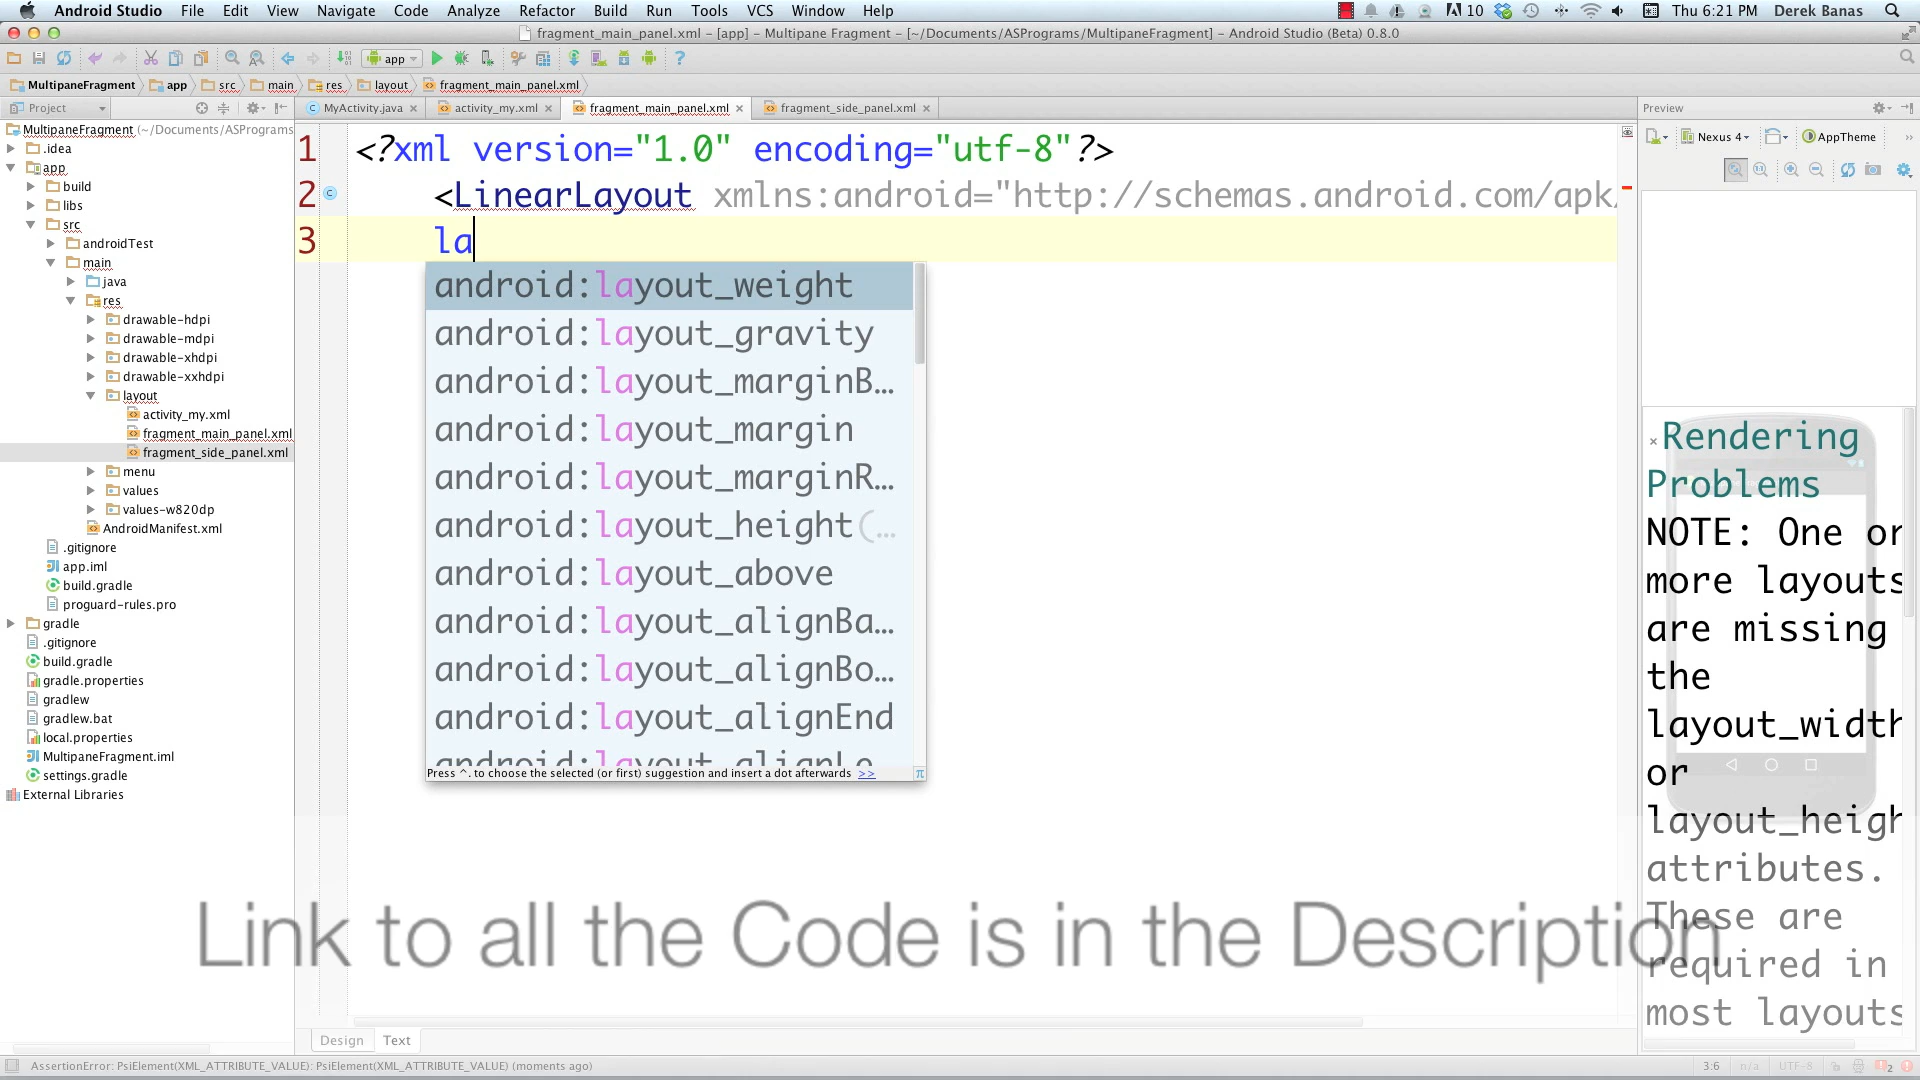 Android Studio File Edit View Navigate Code Analyze Refactor Build Run Tools VCS Window Help 10 Thu 6:21 PM Derek Banas
fragment_main_panel.xml – [app] – Multipane Fragment – [~/Documents/ASPrograms/MultipaneFragment] – Android Studio (Beta) 0.8.0
app
MultipaneFragment app src main res layout fragment_main_panel.xml
Project MyActivity.java activity_my.xml fragment_main_panel.xml fragment_side_panel.xml Preview
MultipaneFragment (~/Documents/ASPrograms
.idea
app
build
libs
src
androidTest
main
java
res
drawable-hdpi
drawable-mdpi
drawable-xhdpi
drawable-xxhdpi
layout
activity_my.xml
fragment_main_panel.xml
fragment_side_panel.xml
menu
values
values-w820dp
AndroidManifest.xml
.gitignore
app.iml
build.gradle
proguard-rules.pro
gradle
.gitignore
build.gradle
gradle.properties
gradlew
gradlew.bat
local.properties
MultipaneFragment.iml
settings.gradle
External Libraries
1 <?xml version="1.0" encoding="utf-8"?>
2 <LinearLayout xmlns:android="http://schemas.android.com/apk/
3 la
android:layout_weight
android:layout_gravity
android:layout_marginB…
android:layout_margin
android:layout_marginR…
android:layout_height(…
android:layout_above
android:layout_alignBa…
android:layout_alignBo…
android:layout_alignEnd
android:layout_alignLe
Press ^. to choose the selected (or first) suggestion and insert a dot afterwards >> π
Nexus 4 AppTheme
Rendering
Problems
NOTE: One or
more layouts
are missing
the
layout_width
or
layout_heigh
attributes.
These are
required in
most layouts
Link to all the Code is in the Description
Design Text
AssertionError: PsiElement(XML_ATTRIBUTE_VALUE): PsiElement(XML_ATTRIBUTE_VALUE) (moments ago) 3:6 n/a UTF-8 2